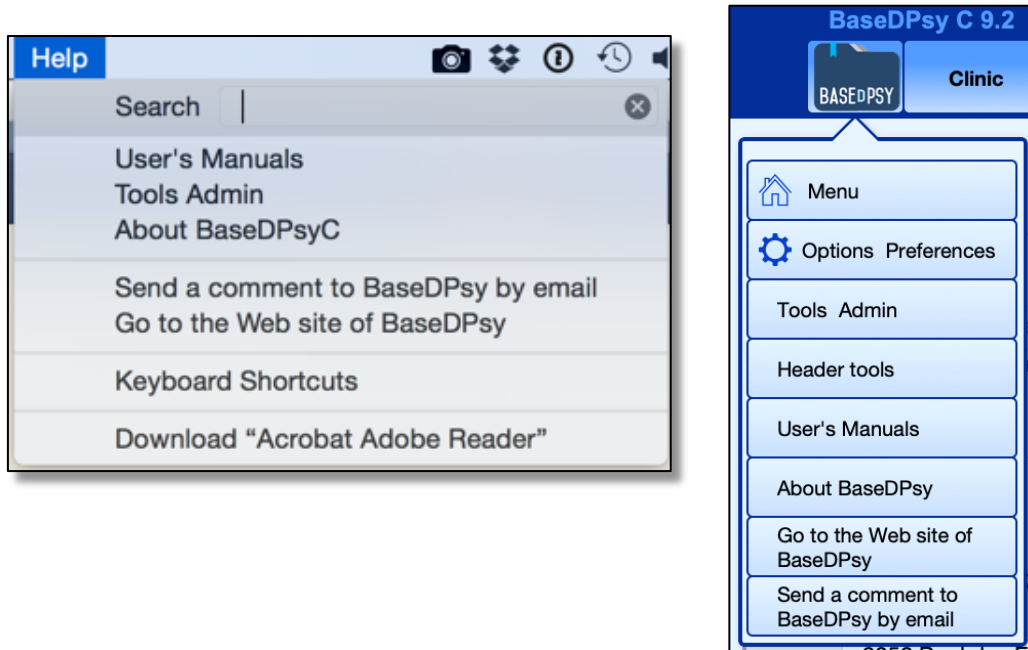 Help
Search
User's Manuals
Tools Admin
About BaseDPsyC
Send a comment to BaseDPsy by email
Go to the Web site of BaseDPsy
Keyboard Shortcuts
Download “Acrobat Adobe Reader”
BaseDPsy C 9.2
BASEDPSY
Clinic
Menu
Options Preferences
Tools Admin
Header tools
User's Manuals
About BaseDPsy
Go to the Web site of
BaseDPsy
Send a comment to
BaseDPsy by email